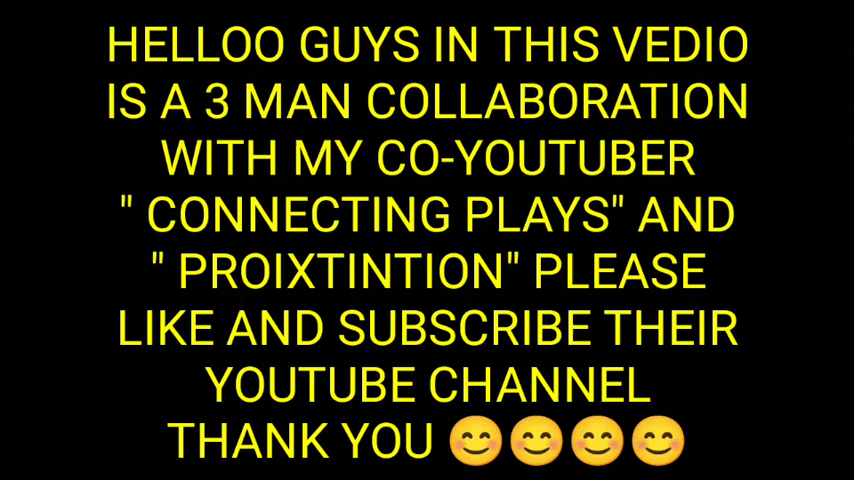 HELLOO GUYS IN THIS VEDIO
IS A 3 MAN COLLABORATION
WITH MY CO-YOUTUBER
" CONNECTING PLAYS" AND
" PROIXTINTION" PLEASE
LIKE AND SUBSCRIBE THEIR
YOUTUBE CHANNEL
THANK YOU 😊😊😊😊